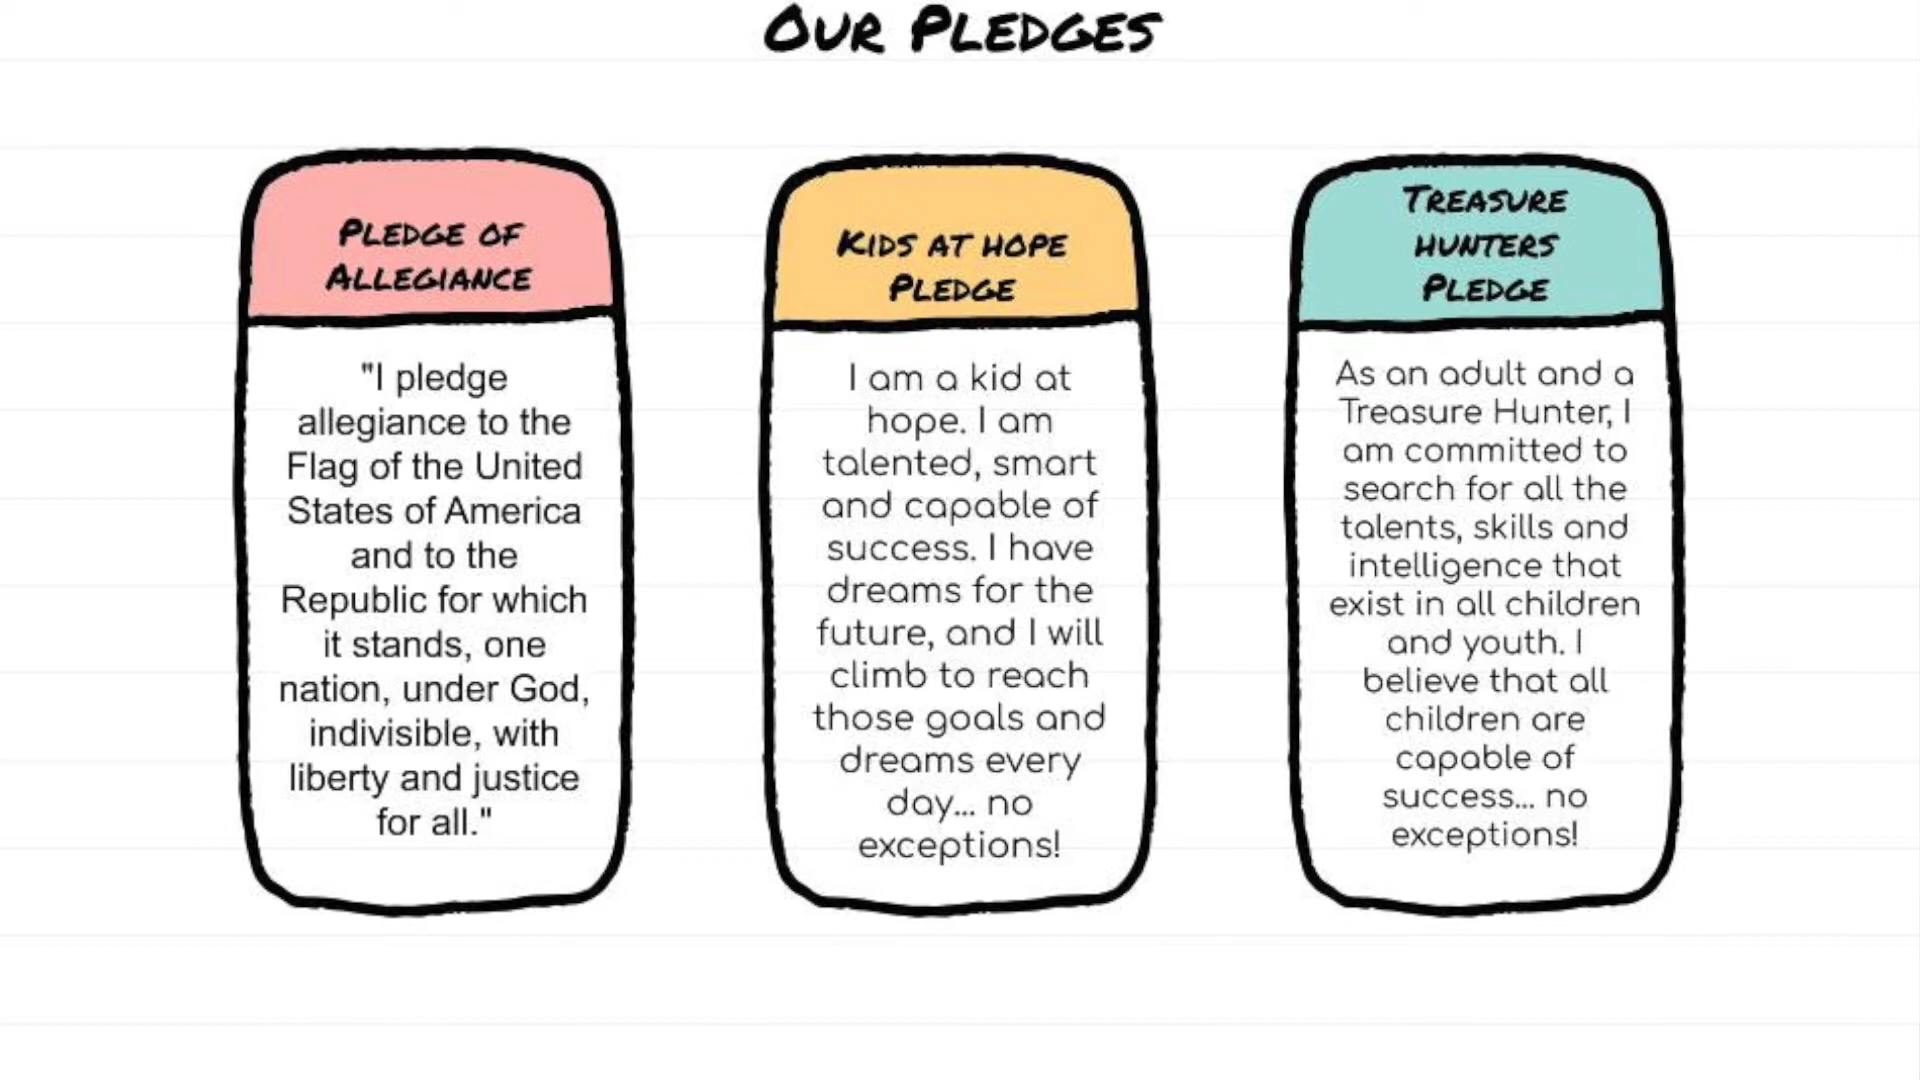 OUR PLEDGES
PLEDGE OF
ALLEGIANCE
"I pledge
allegiance to the
Flag of the United
States of America
and to the
Republic for which
it stands, one
nation, under God,
indivisible, with
liberty and justice
for all."
KIDS AT HOPE
PLEDGE
I am a kid at
hope. I am
talented, smart
and capable of
success. I have
dreams for the
future, and I will
climb to reach
those goals and
dreams every
day... no
exceptions!
TREASURE
HUNTERS
PLEDGE
As an adult and a
Treasure Hunter, I
am committed to
search for all the
talents, skills and
intelligence that
exist in all children
and youth. I
believe that all
children are
capable of
success... no
exceptions!